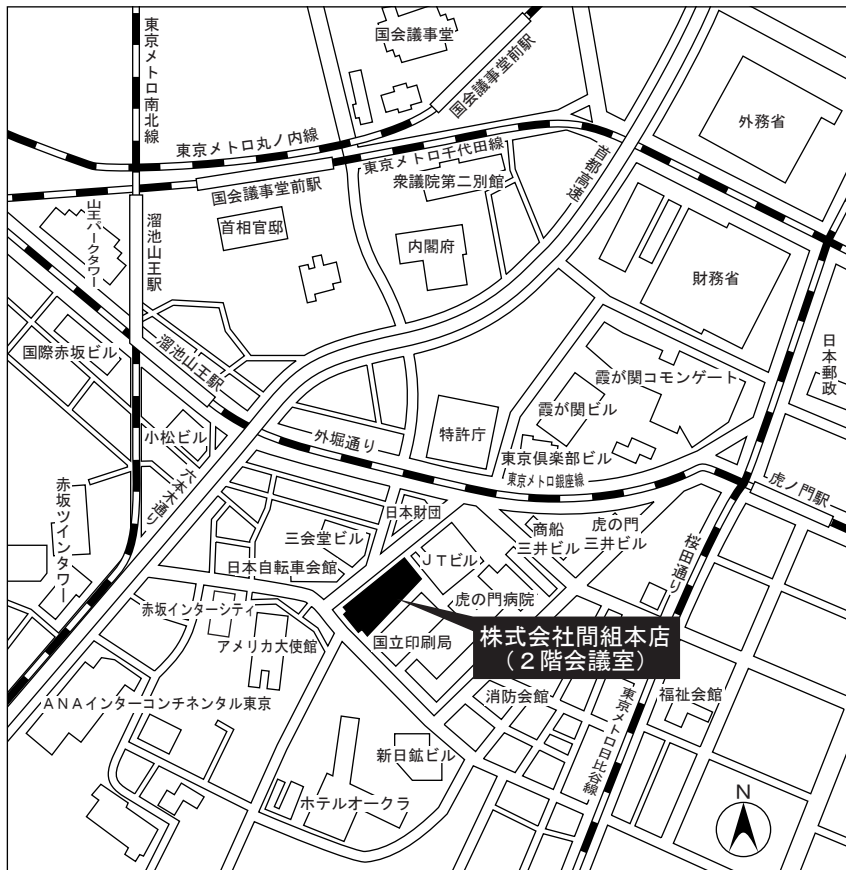 東京メトロ南北線
国会議事堂
国会議事堂前駅
外務省
東京メトロ丸ノ内線
東京メトロ千代田線
首都高速
国会議事堂前駅
衆議院第二別館
山王パークタワー
溜池山王駅
首相官邸
内閣府
財務省
国際赤坂ビル
溜池山王駅
日本郵政
霞が関コモンゲート
霞が関ビル
小松ビル
外堀通り
特許庁
東京倶楽部ビル
東京メトロ銀座線
虎ノ門駅
六本木通り
赤坂ツインタワー
日本財団
三会堂ビル
商船
三井ビル
虎の門
三井ビル
桜田通り
日本自転車会館
JTビル
赤坂インターシティ
虎の門病院
アメリカ大使館
国立印刷局
株式会社間組本店
(2階会議室)
ANAインターコンチネンタル東京
消防会館
東京メトロ日比谷線
福祉会館
新日鉱ビル
ホテルオークラ
N